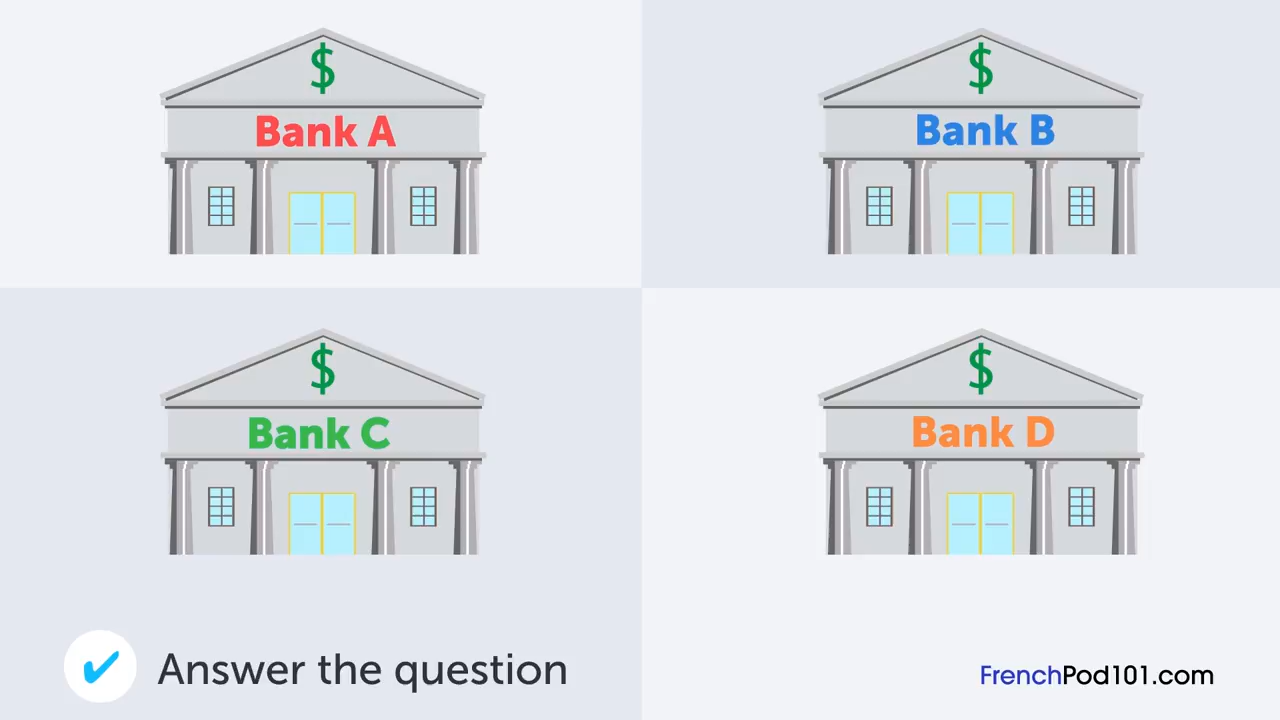 $
Bank A
$
Bank B
$
Bank C
$
Bank D
✔ Answer the question
FrenchPod101.com